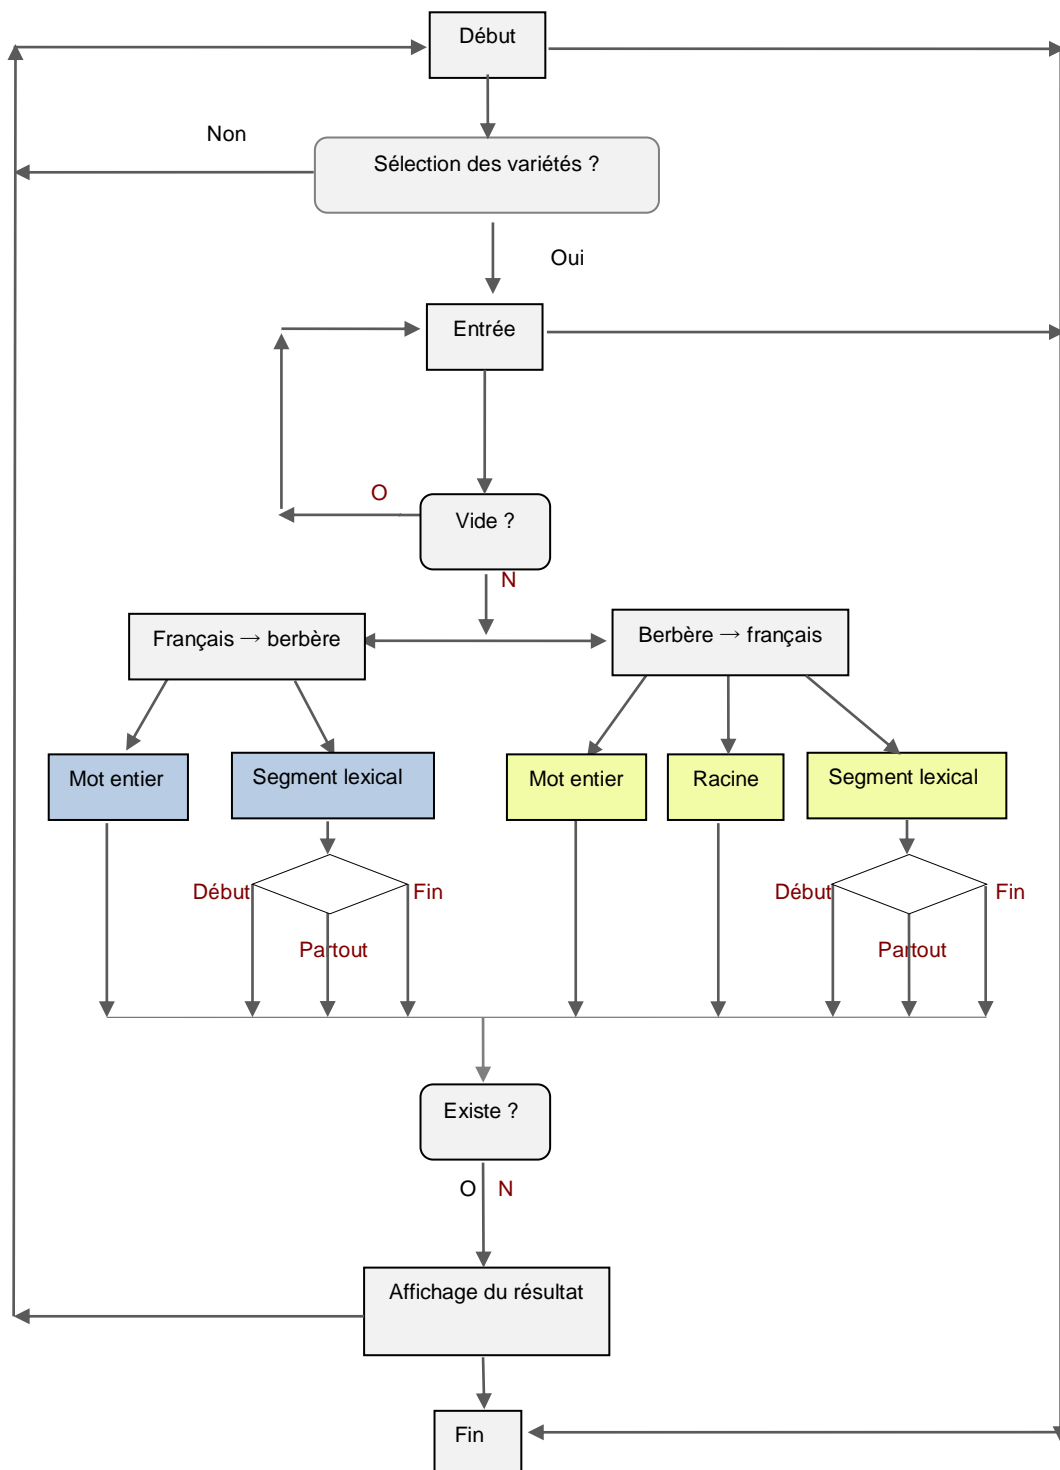 Début
Non
Sélection des variétés ?
Oui
Entrée
O
Vide ?
N
Français → berbère
Berbère → français
Mot entier
Segment lexical
Mot entier
Racine
Segment lexical
Début
Fin
Début
Fin
Partout
Partout
Existe ?
O
N
Affichage du résultat
Fin